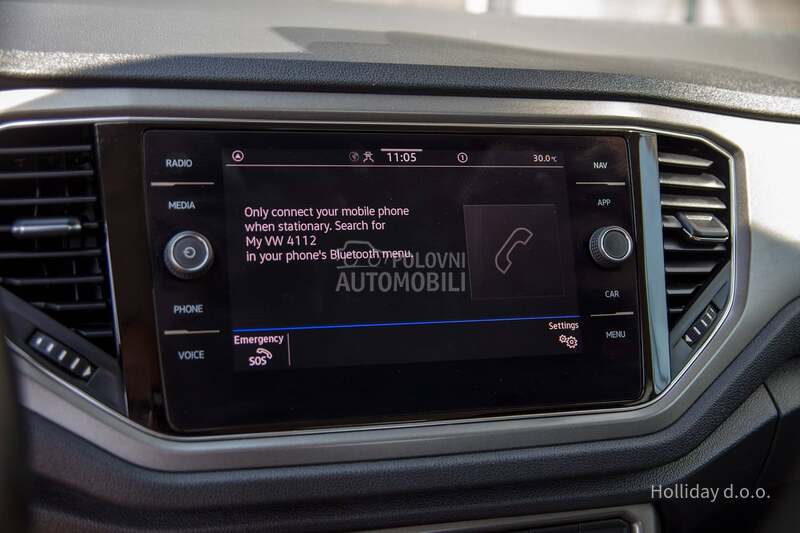 RADIO
MEDIA
PHONE
VOICE
11:05
30.0°C
Only connect your mobile phone
when stationary. Search for
My VW 4112
in your phone's Bluetooth menu.
Emergency
SOS
Settings
NAV
APP
CAR
MENU
POLOVNI
AUTOMOBILI
Holliday d.o.o.